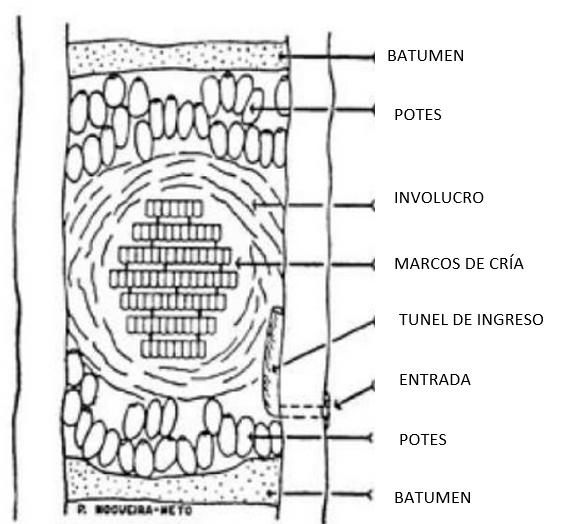 BATUMEN
POTES
INVOLUCRO
MARCOS DE CRÍA
TUNEL DE INGRESO
ENTRADA
POTES
BATUMEN
P. NOGUEIRA-NETO